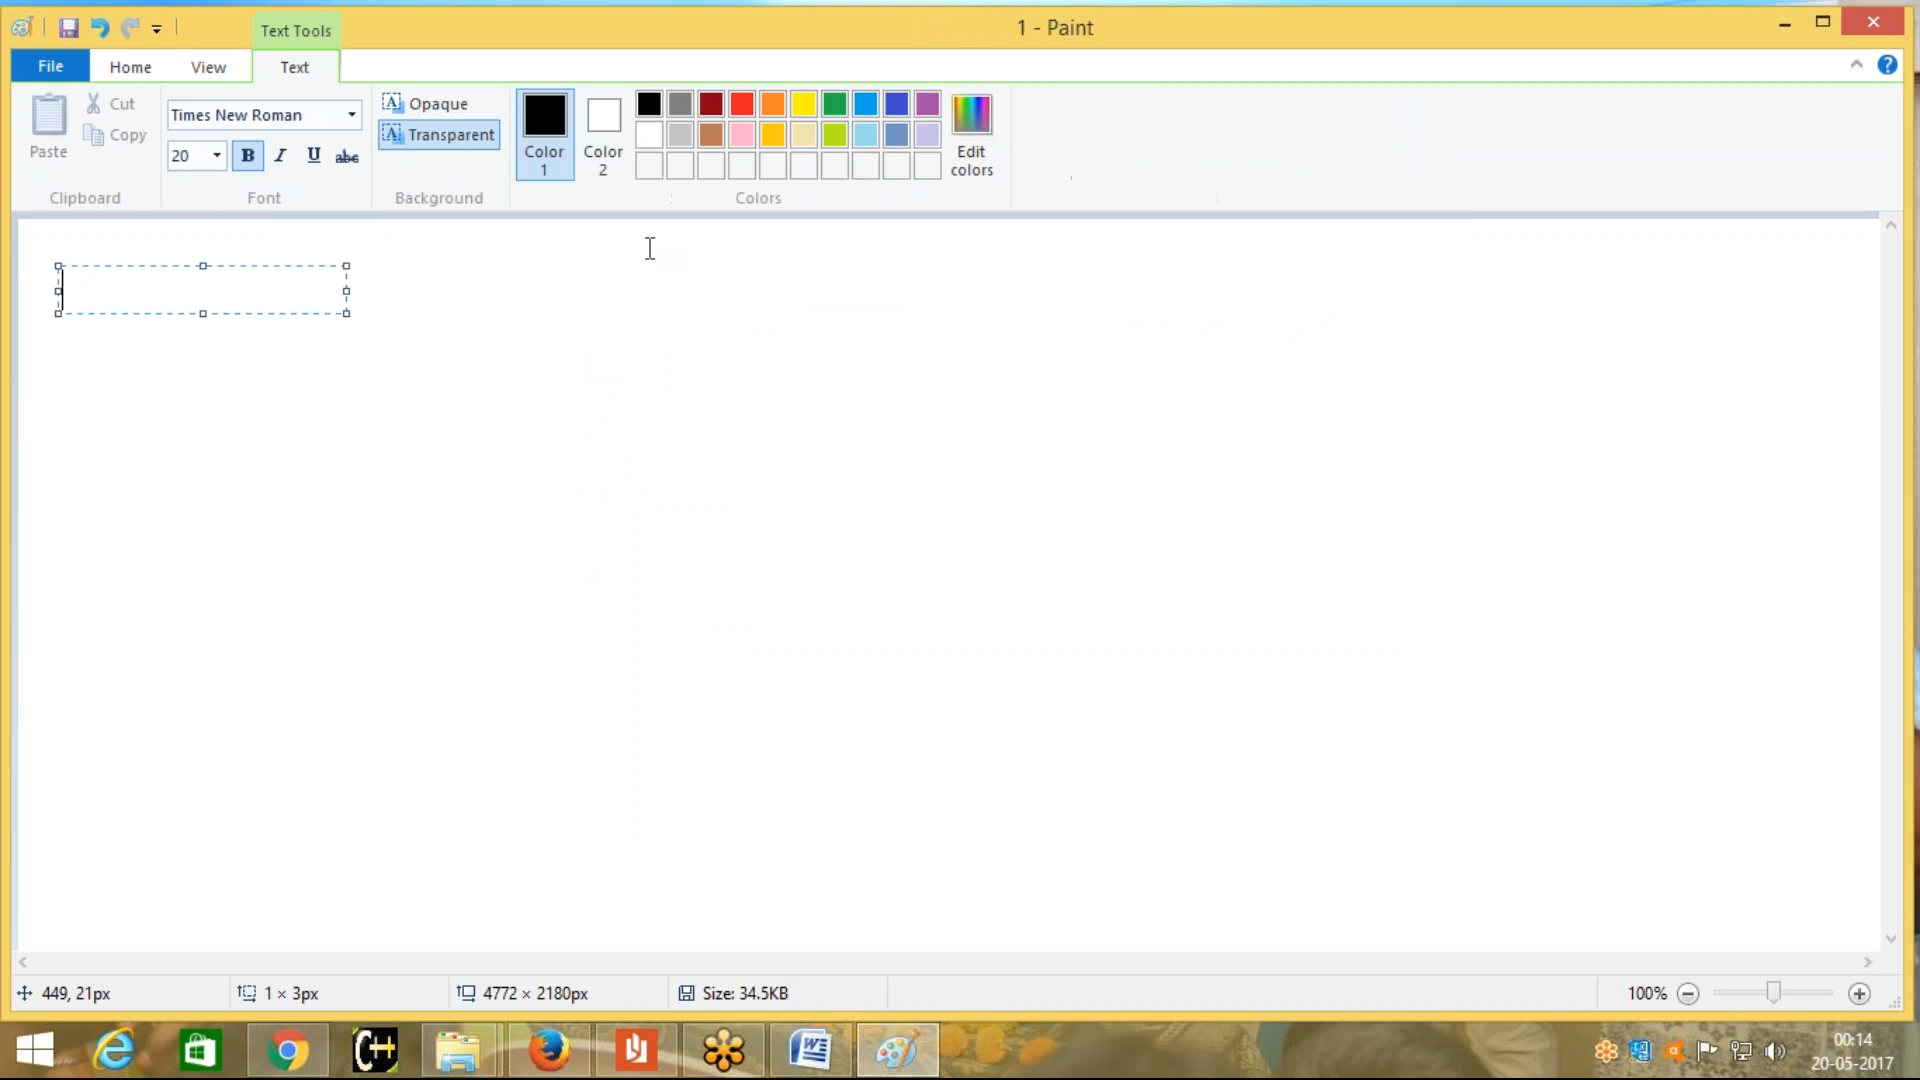 Text Tools
1 - Paint
File
Home
View
Text
Paste
Cut
Copy
Clipboard
Times New Roman
20
B
I
U
abc
Font
A Opaque
A Transparent
Background
Color
1
Color
2
Edit
colors
Colors
449, 21px
1 × 3px
4772 × 2180px
Size: 34.5KB
100%
C++
W
00:14
20-05-2017